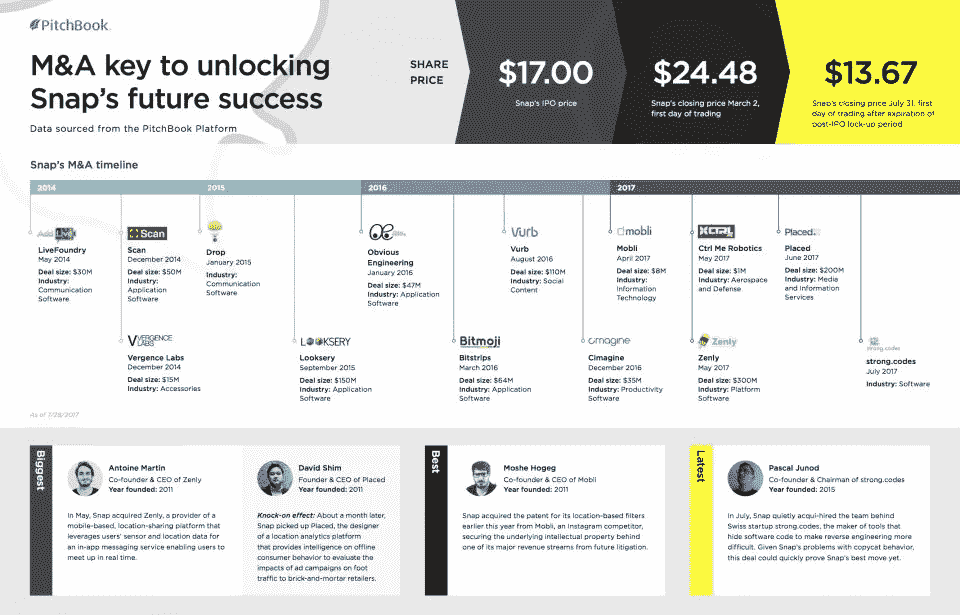 PitchBook
M&A key to unlocking
Snap's future success
Data sourced from the PitchBook Platform
SHARE
PRICE
$17.00
Snap's IPO price
$24.48
Snap's closing price March 2,
first day of trading
$13.67
Snap's closing price July 31, first
day of trading after expiration of
post-IPO lock-up period
Snap's M&A timeline
2014
2015
2016
2017
AddLive
LiveFoundry
May 2014
Deal size: $30M
Industry:
Communication
Software
Scan
Scan
December 2014
Deal size: $50M
Industry:
Application
Software
Drop
January 2015
Industry:
Communication
Software
Obvious
Engineering
January 2016
Deal size: $47M
Industry: Application
Software
Vurb
Vurb
August 2016
Deal size: $110M
Industry: Social
Content
mobli
Mobli
April 2017
Deal size: $8M
Industry:
Information
Technology
Ctrl Me Robotics
May 2017
Deal size: $1M
Industry: Aerospace
and Defense
Placed
Placed
June 2017
Deal size: $200M
Industry: Media
and Information
Services
VERGENCE
LABS
Vergence Labs
December 2014
Deal size: $15M
Industry: Accessories
LOOKSERY
Looksery
September 2015
Deal size: $150M
Industry: Application
Software
Bitmoji
Bitstrips
March 2016
Deal size: $64M
Industry: Application
Software
cimagine
Cimagine
December 2016
Deal size: $35M
Industry: Productivity
Software
Zenly
Zenly
May 2017
Deal size: $300M
Industry: Platform
Software
strong.codes
strong.codes
July 2017
Industry: Software
As of 7/28/2017
Biggest
Antoine Martin
Co-founder & CEO of Zenly
Year founded: 2011
In May, Snap acquired Zenly, a provider of a
mobile-based, location-sharing platform that
leverages users' sensor and location data for
an in-app messaging service enabling users to
meet up in real time.
David Shim
Founder & CEO of Placed
Year founded: 2011
Knock-on effect: About a month later,
Snap picked up Placed, the designer
of a location analytics platform
that provides intelligence on offline
consumer behavior to evaluate the
impacts of ad campaigns on foot
traffic to brick-and-mortar retailers.
Best
Moshe Hogeg
Co-founder & CEO of Mobli
Year founded: 2011
Snap acquired the patent for its location-based filters
earlier this year from Mobli, an Instagram competitor,
securing the underlying intellectual property behind
one of its major revenue streams from future litigation.
Latest
Pascal Junod
Co-founder & Chairman of strong.codes
Year founded: 2015
In July, Snap quietly acqui-hired the team behind
Swiss startup strong.codes, the maker of tools that
hide software code to make reverse engineering more
difficult. Given Snap's problems with copycat behavior,
this deal could quickly prove Snap's best move yet.